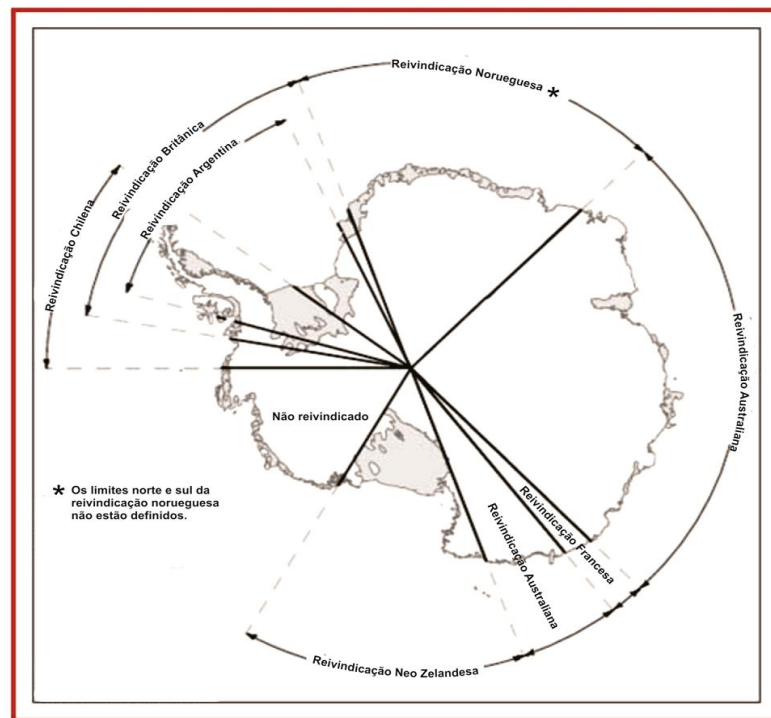 Reivindicação Norueguesa *
Reivindicação Britânica
Reivindicação Argentina
Reivindicação Chilena
Reivindicação Australiana
Não reivindicado
* Os limites norte e sul da
reivindicação norueguesa
não estão definidos.
Reivindicação Francesa
Reivindicação Australiana
Reivindicação Neo Zelandesa